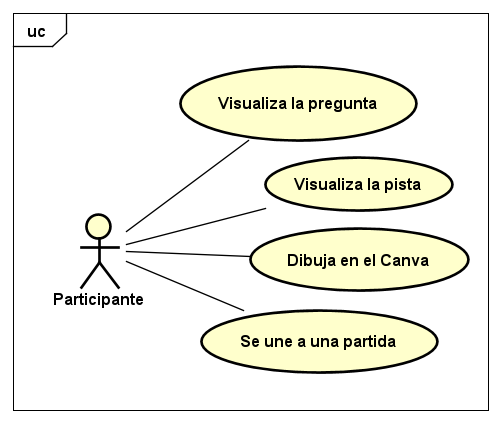 uc
Visualiza la pregunta
Visualiza la pista
Dibuja en el Canva
Participante
Se une a una partida